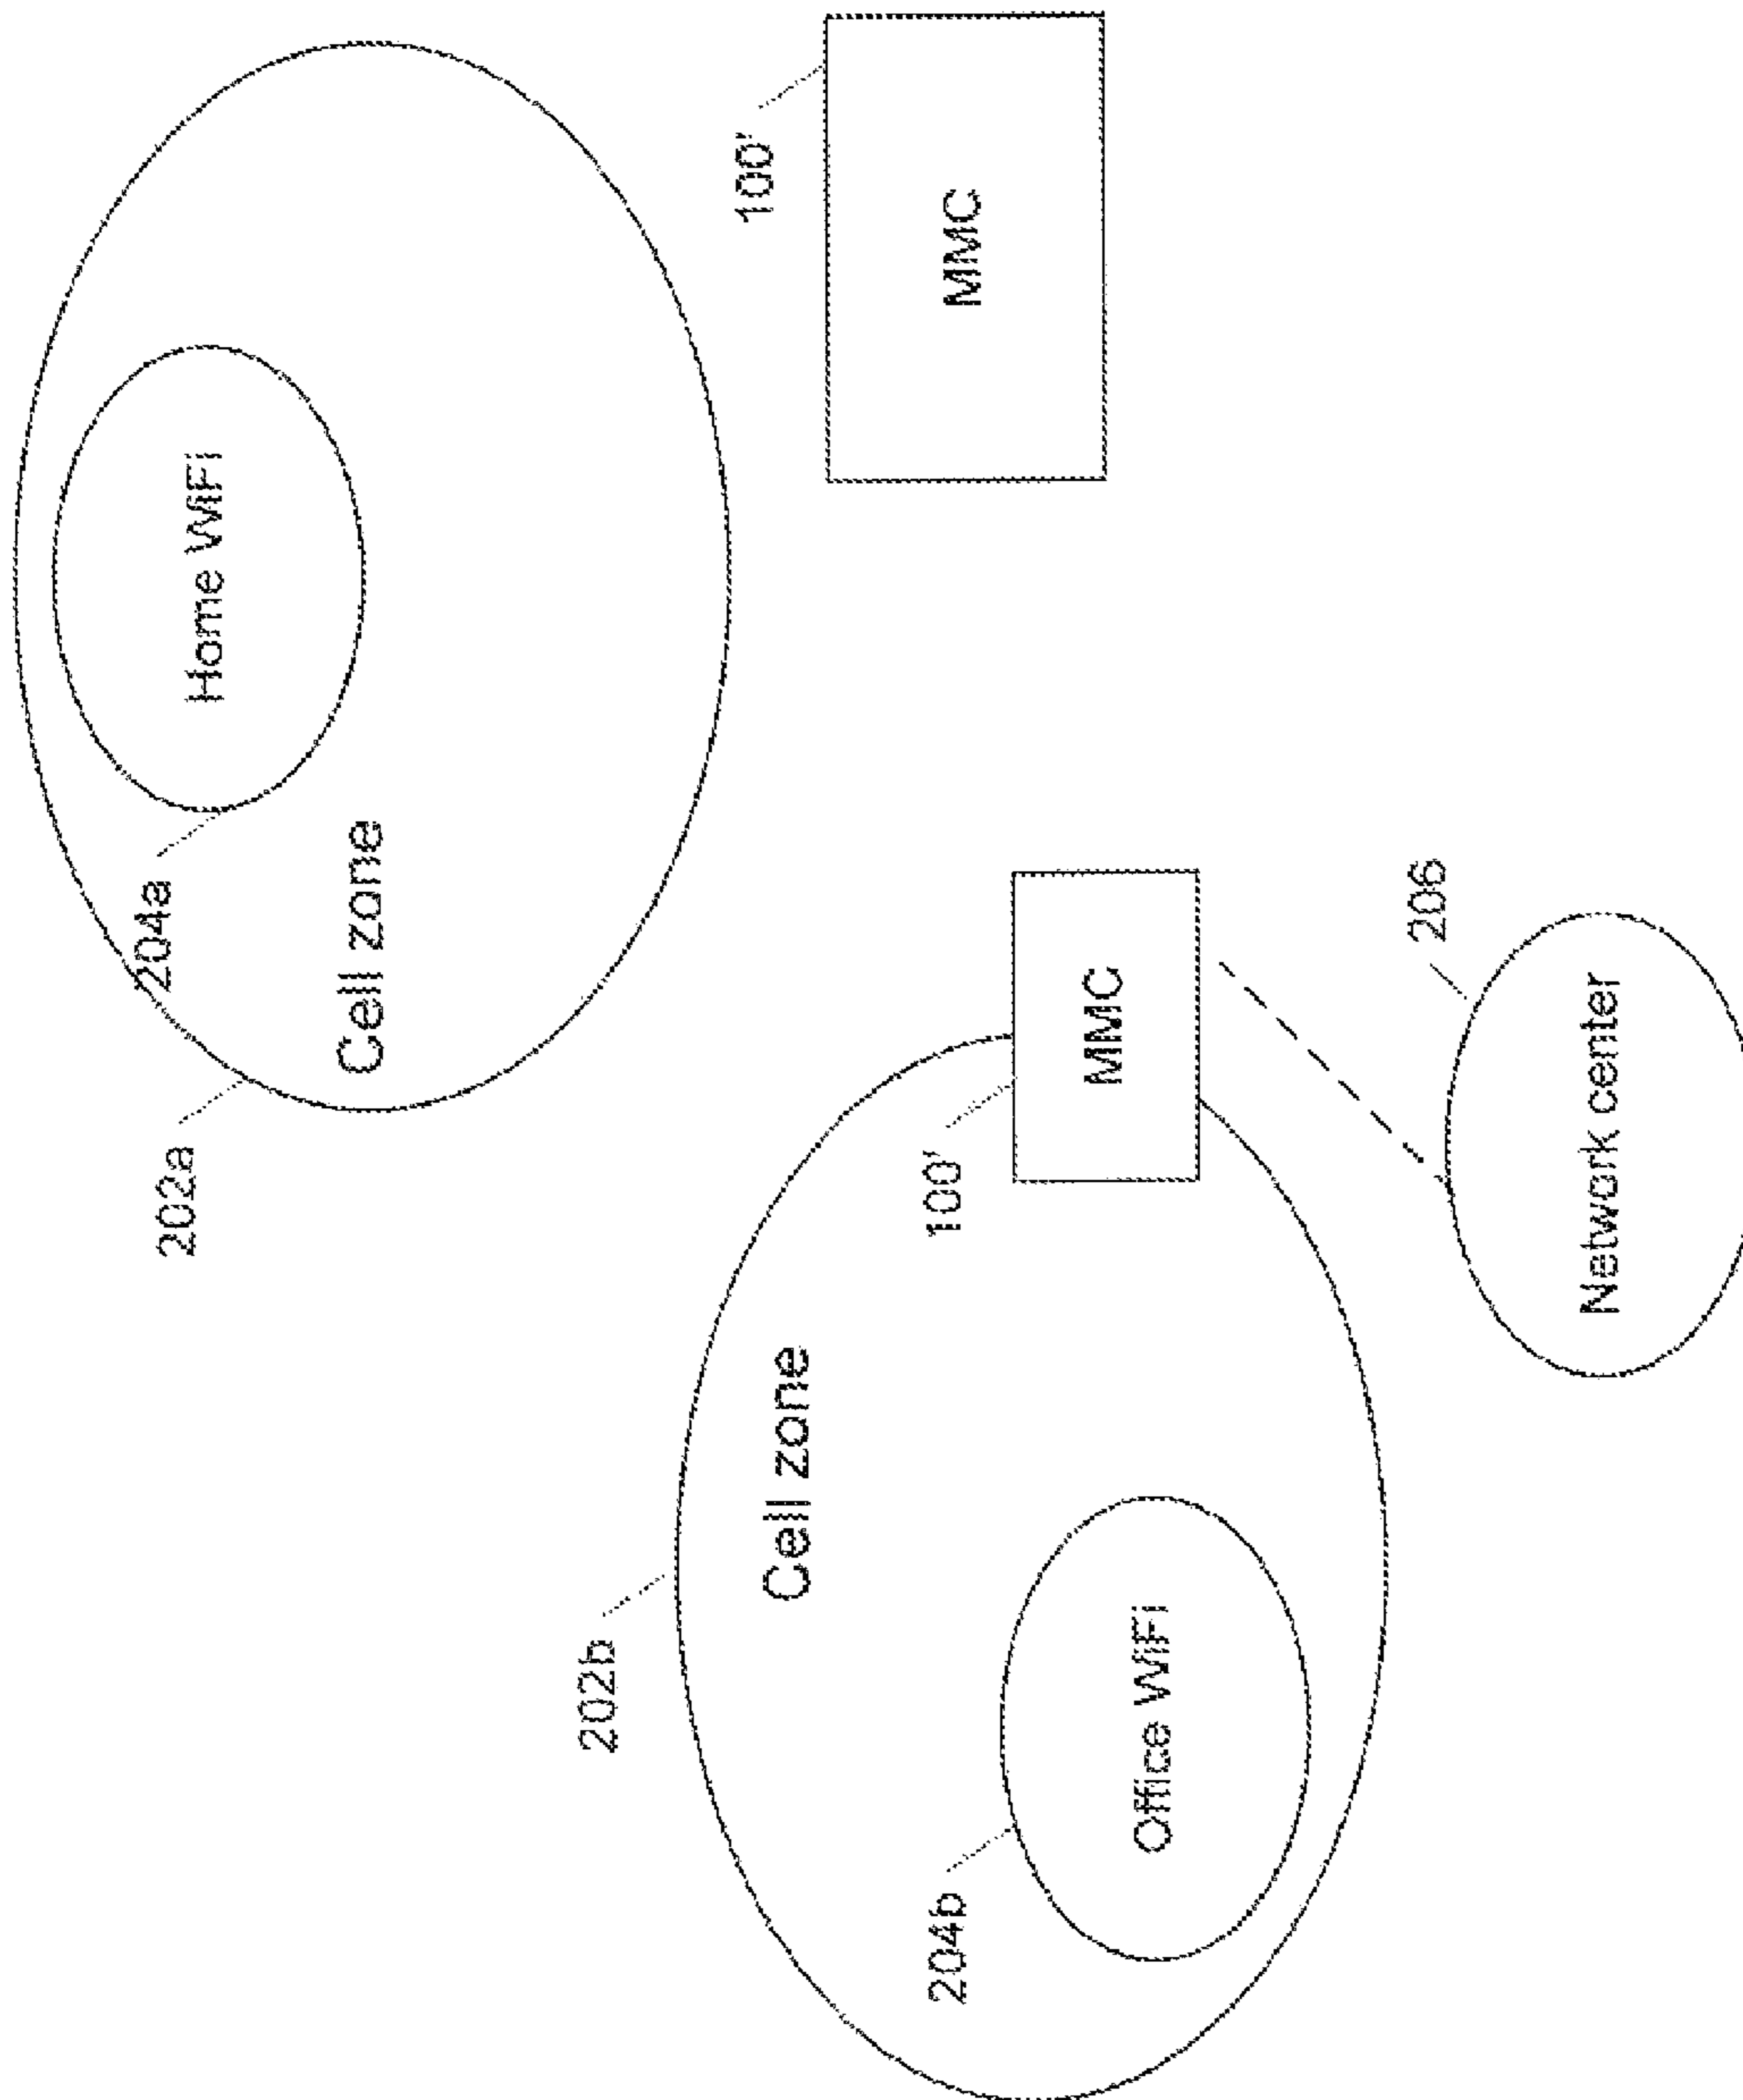 202a
204a
Cell zone
Home WiFi
202b
Cell zone
100'
MMC
204b
Office WiFi
100'
MMC
206
Network center